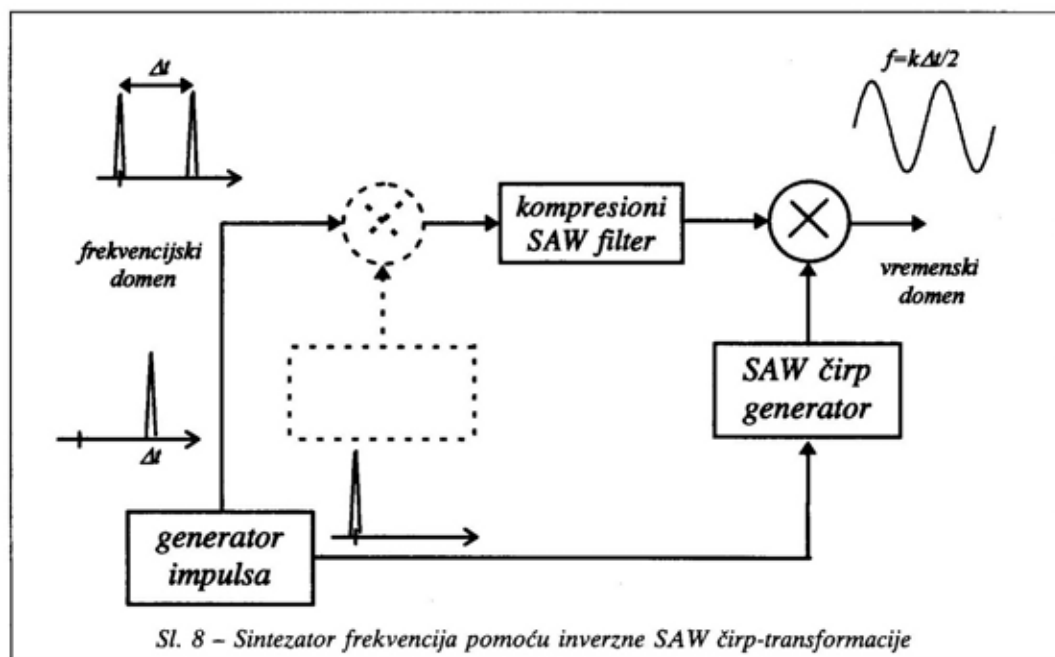 Δt
f=kΔt/2
kompresioni
SAW filter
frekvencijski
domen
vremenski
domen
SAW čirp
generator
Δt
generator
impulsa
Sl. 8 – Sintezator frekvencija pomoću inverzne SAW čirp-transformacije